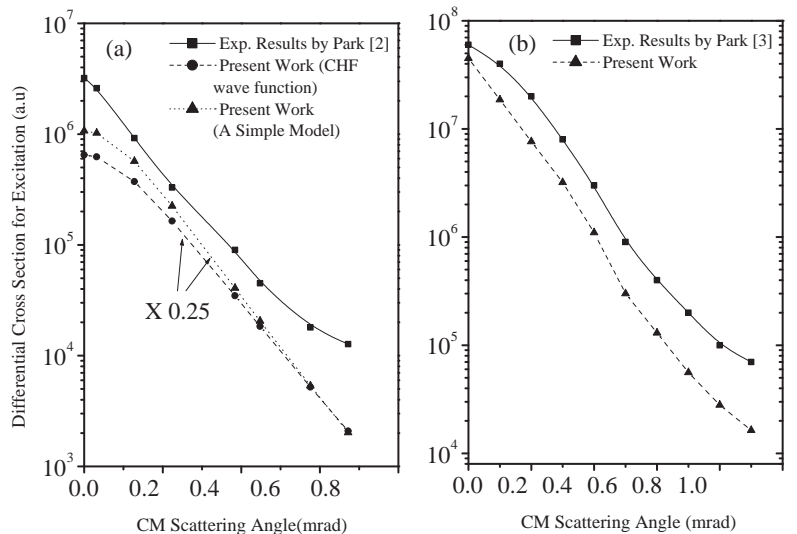 Differential Cross Section for Excitation (a.u)
10^7
10^6
10^5
10^4
10^3
(a)
Exp. Results by Park [2]
Present Work (CHF
wave function)
Present Work
(A Simple Model)
X 0.25
0.0 0.2 0.4 0.6 0.8
CM Scattering Angle(mrad)
10^8
10^7
10^6
10^5
10^4
(b)
Exp. Results by Park [3]
Present Work
0.0 0.2 0.4 0.6 0.8 1.0
CM Scattering Angle (mrad)